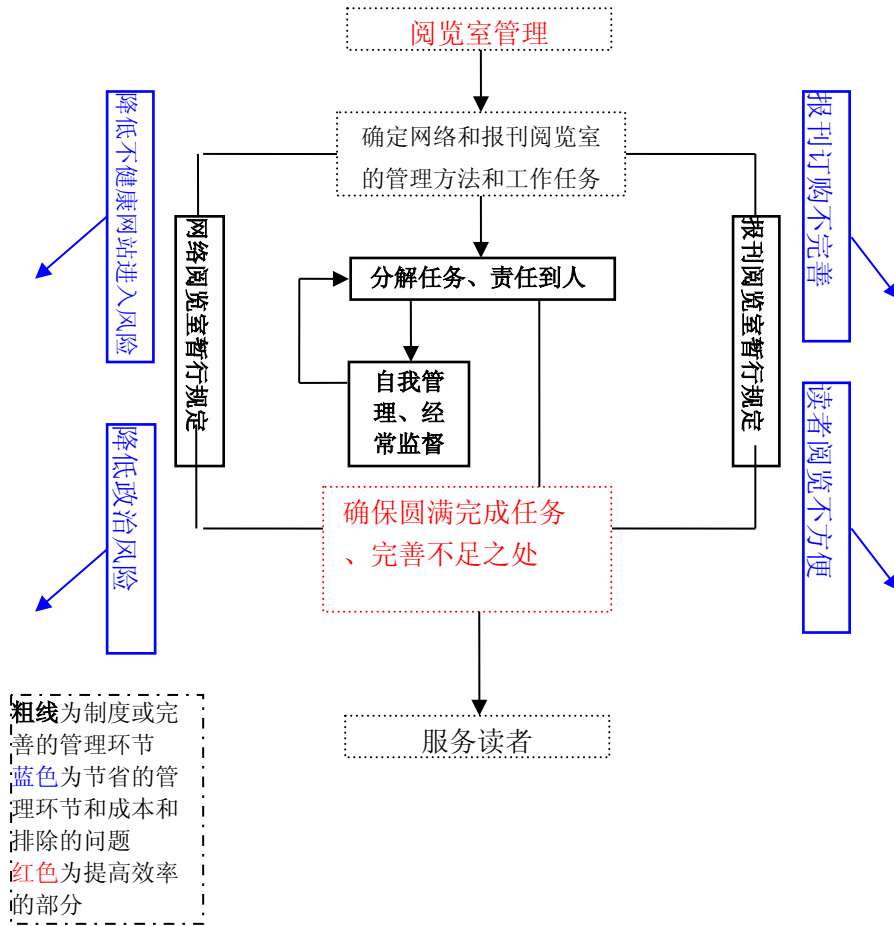 阅览室管理
确定网络和报刊阅览室
的管理方法和工作任务
降低不健康网站进入风险
网络阅览室暂行规定
分解任务、责任到人
自我管
理、经
常监督
报刊阅览室暂行规定
报刊订购不完善
降低政治风险
读者阅览不方便
确保圆满完成任务
、完善不足之处
服务读者
粗线为制度或完
善的管理环节
蓝色为节省的管
理环节和成本和
排除的问题
红色为提高效率
的部分